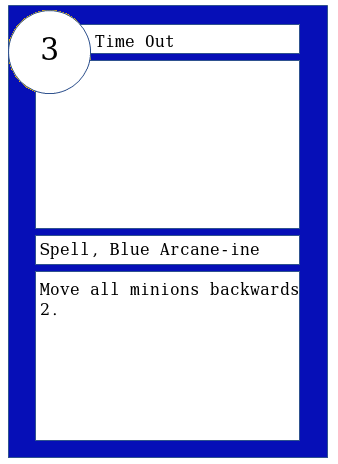 3
Time Out
Spell, Blue Arcane-ine
Move all minions backwards
2.